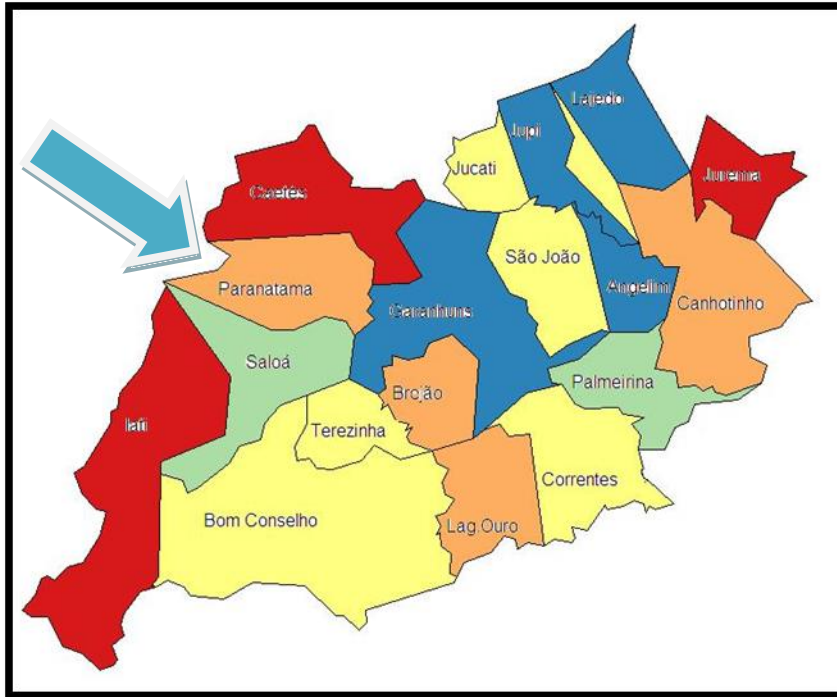 Lajedo
Jupi
Jucati
Jurema
Caetés
São João
Paranatama
Angelim
Canhotinho
Garanhuns
Saloá
Palmeirina
Brojão
Iati
Terezinha
Correntes
Bom Conselho
Lag.Ouro